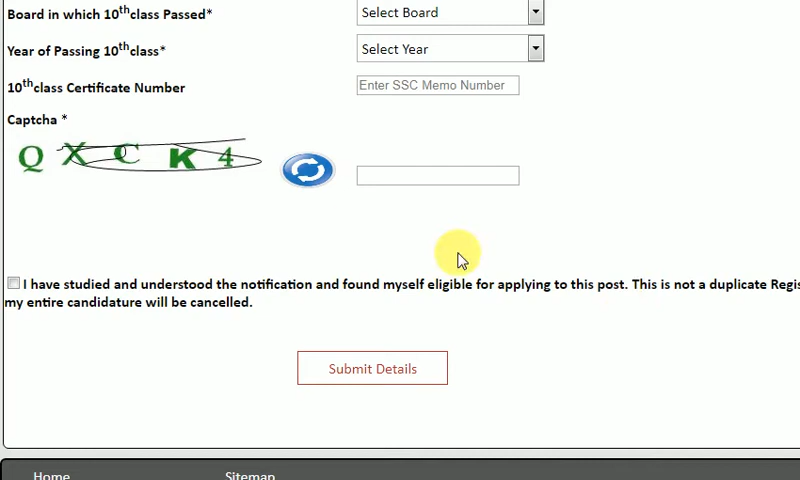 Board in which 10thclass Passed* Select Board
Year of Passing 10thclass* Select Year
10thclass Certificate Number Enter SSC Memo Number
Captcha *
Q X C K 4
I have studied and understood the notification and found myself eligible for applying to this post. This is not a duplicate Regis
my entire candidature will be cancelled.
Submit Details
Home Sitemap